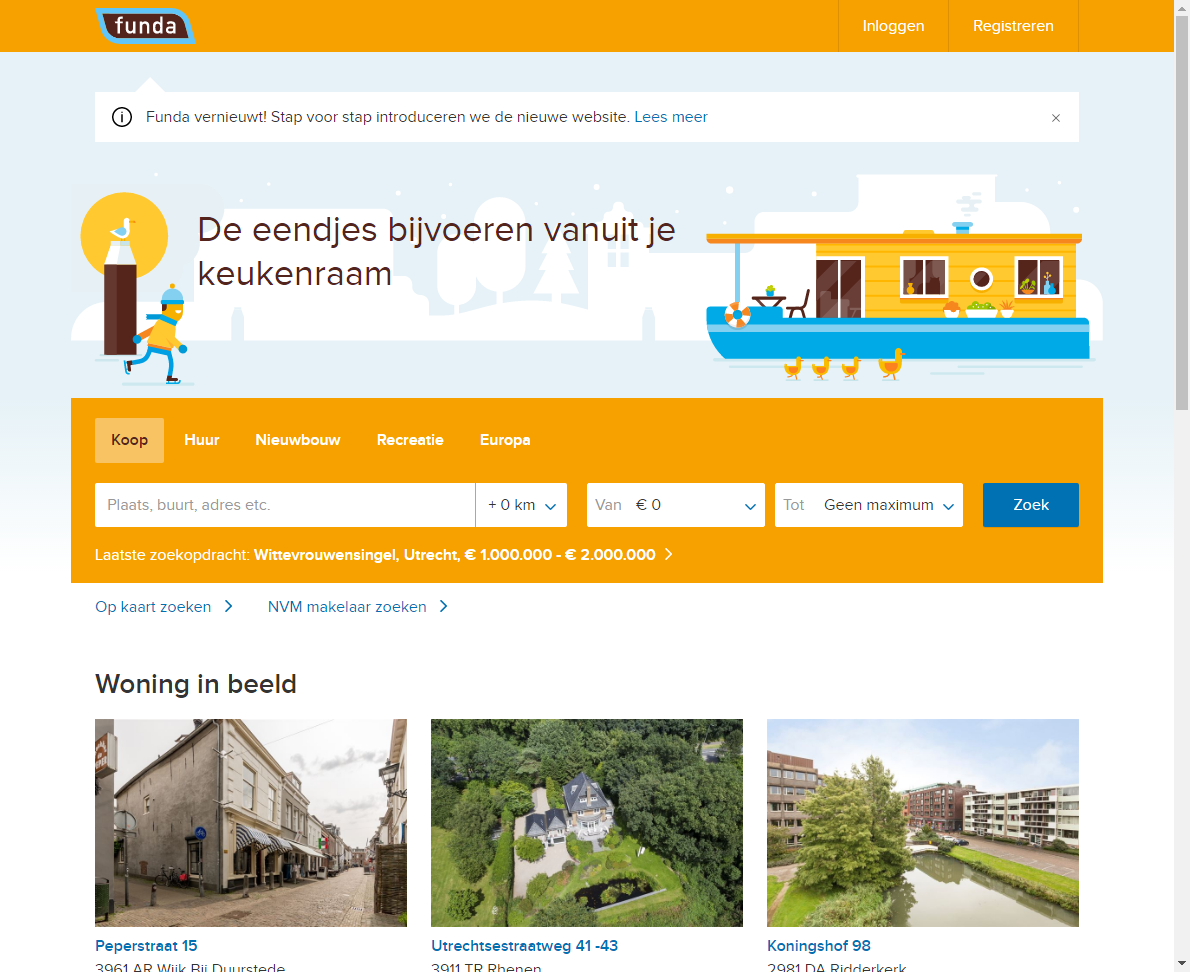 funda
Inloggen
Registreren
Funda vernieuwt! Stap voor stap introduceren we de nieuwe website. Lees meer
De eendjes bijvoeren vanuit je
keukenraam
Koop Huur Nieuwbouw Recreatie Europa
Plaats, buurt, adres etc. + 0 km Van € 0 Tot Geen maximum Zoek
Laatste zoekopdracht: Wittevrouwensingel, Utrecht, € 1.000.000 - € 2.000.000
Op kaart zoeken NVM makelaar zoeken
Woning in beeld
Peperstraat 15 Utrechtsestraatweg 41 -43 Koningshof 98
3961 AR Wijk Bij Duurstede 3911 TR Rhenen 2981 DA Ridderkerk